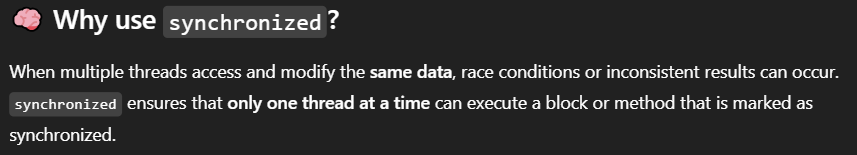 🧠 Why use synchronized?
When multiple threads access and modify the same data, race conditions or inconsistent results can occur.
synchronized ensures that only one thread at a time can execute a block or method that is marked as
synchronized.